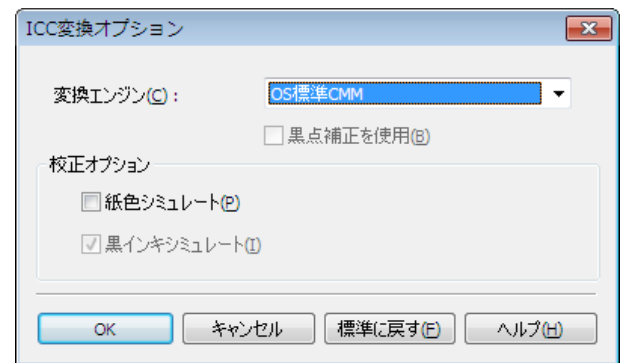 ICC変換オプション
変換エンジン(C)： OS標準CMM
黒点補正を使用(B)
校正オプション
紙色シミュレート(P)
黒インキシミュレート(I)
OK キャンセル 標準に戻す(F) ヘルプ(H)